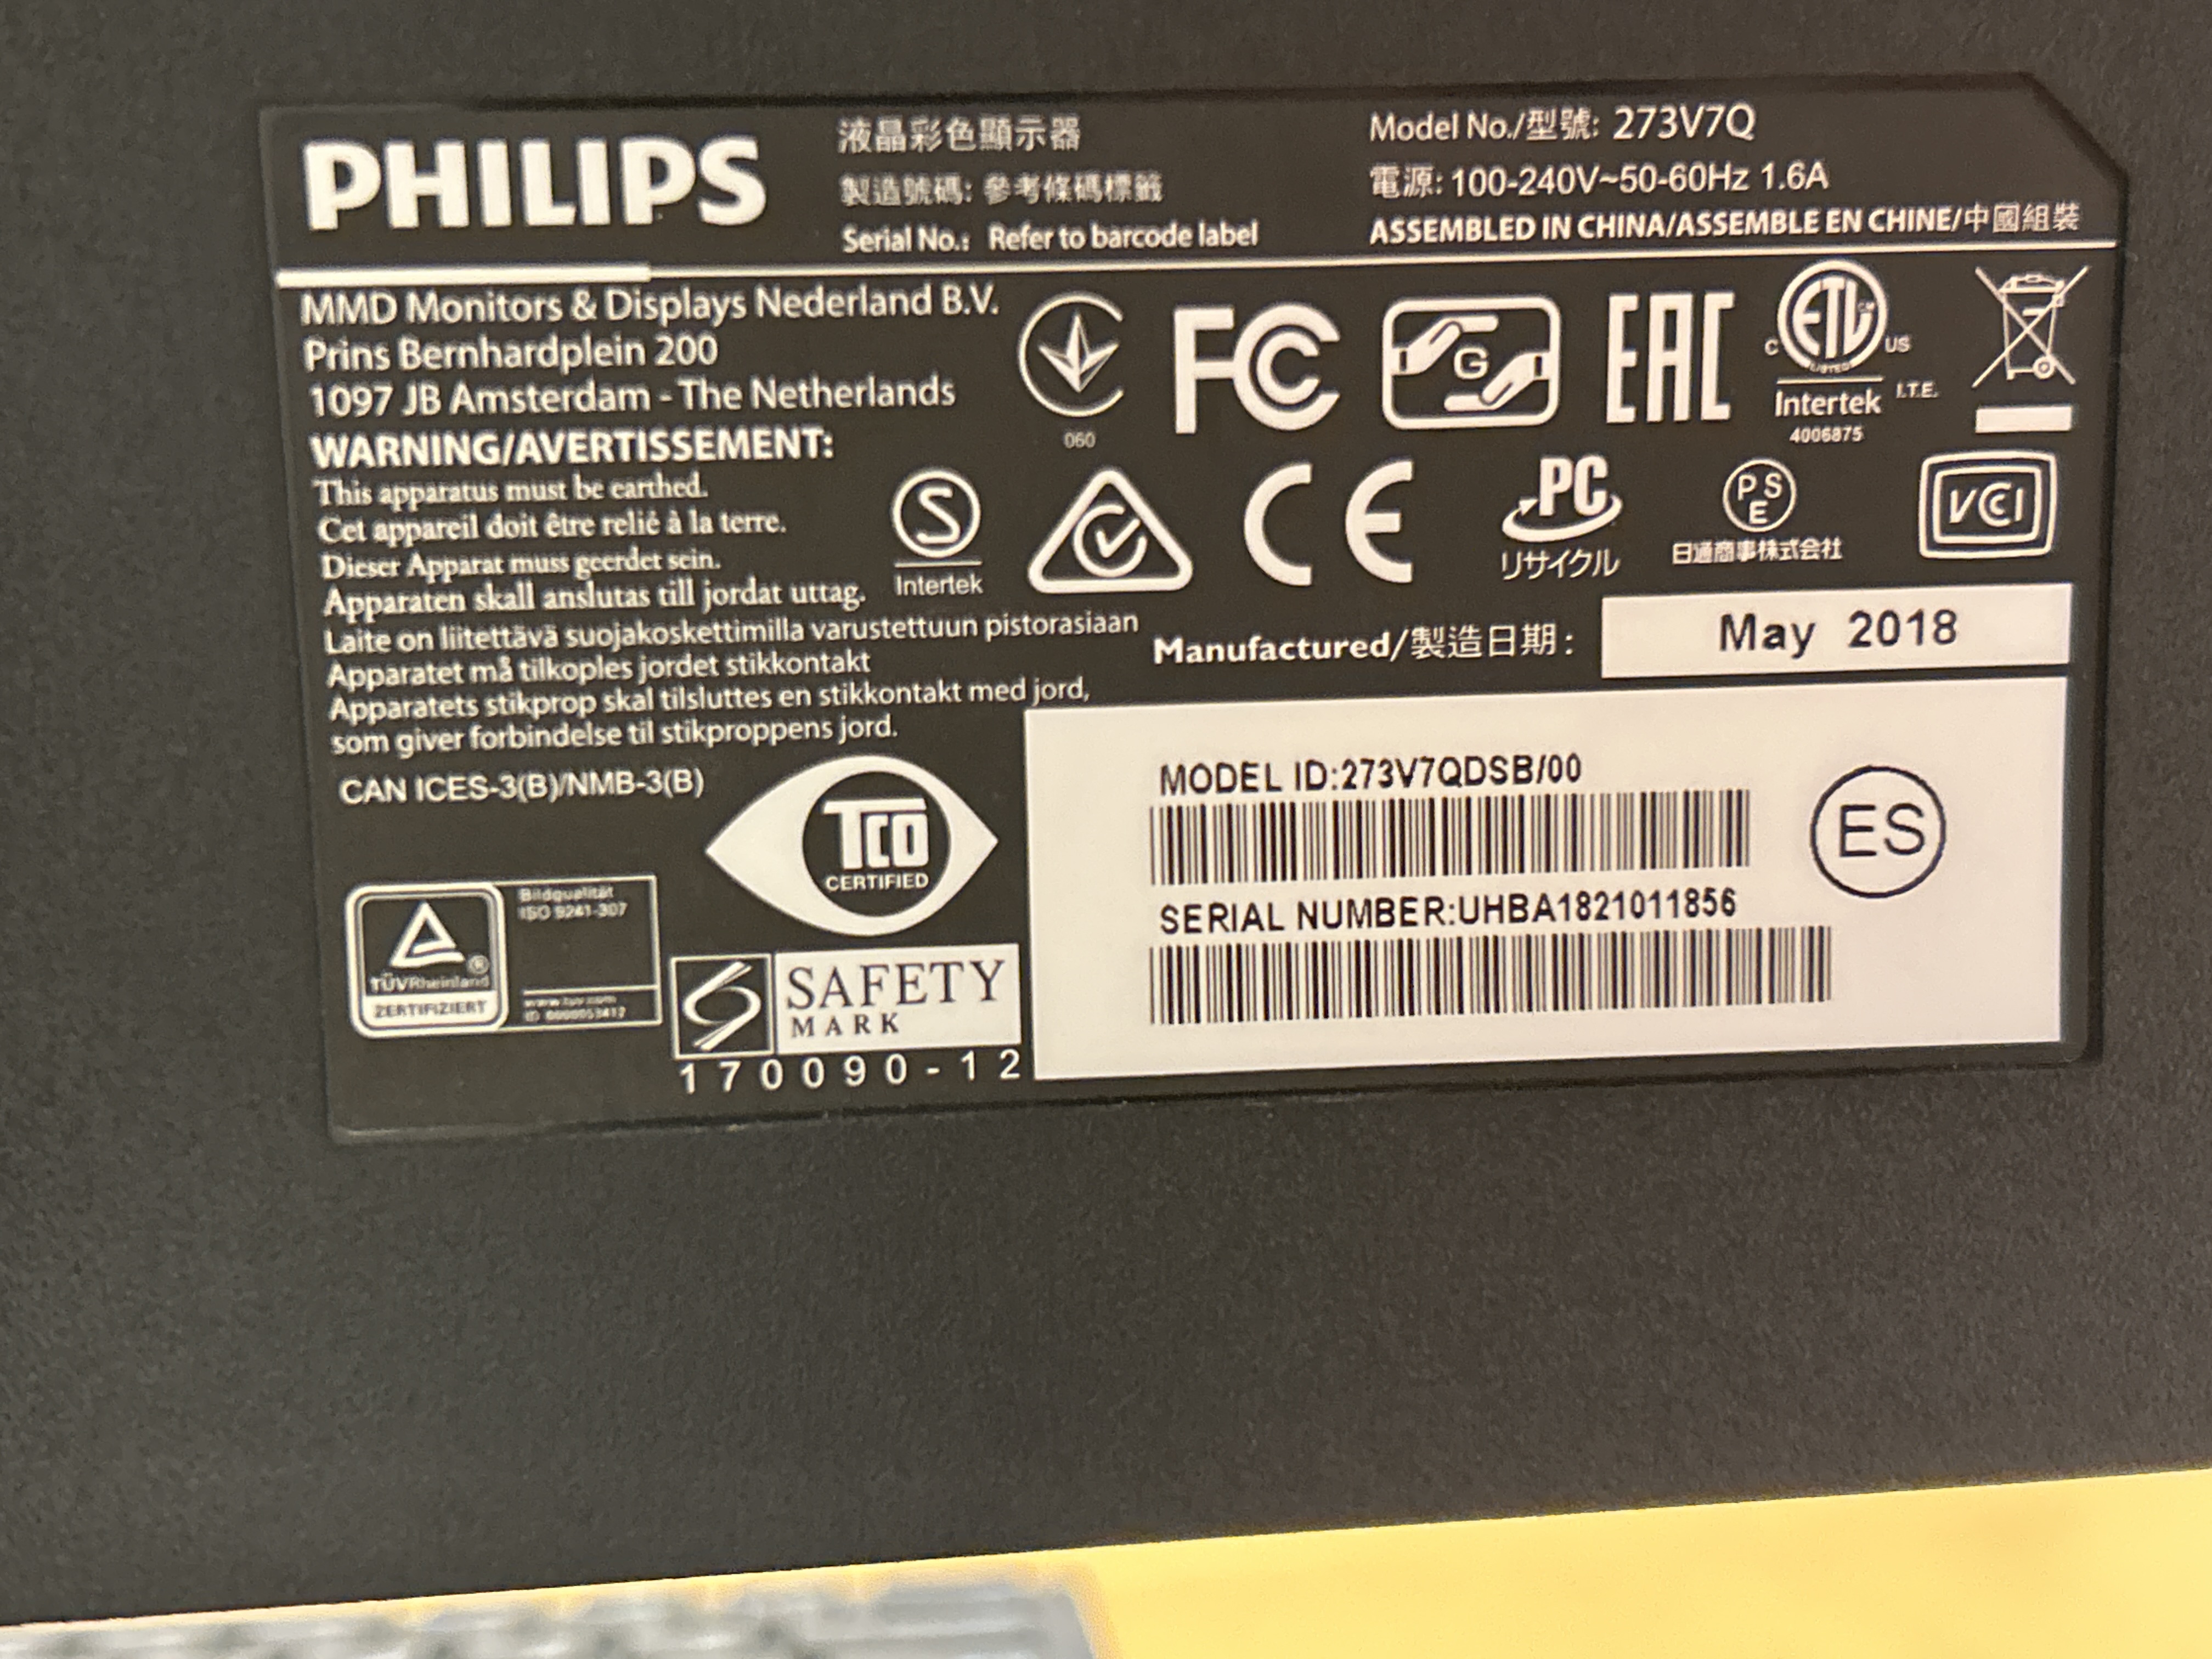 PHILIPS
液晶彩色顯示器
製造號碼: 參考條碼標籤
Serial No.: Refer to barcode label
Model No./型號: 273V7Q
電源: 100-240V~50-60Hz 1.6A
ASSEMBLED IN CHINA/ASSEMBLE EN CHINE/中國組裝
MMD Monitors & Displays Nederland B.V.
Prins Bernhardplein 200
1097 JB Amsterdam - The Netherlands
WARNING/AVERTISSEMENT:
This apparatus must be earthed.
Cet appareil doit être relié à la terre.
Dieser Apparat muss geerdet sein.
Apparaten skall anslutas till jordat uttag.
Laite on liitettävä suojakoskettimilla varustettuun pistorasiaan
Apparatet må tilkoples jordet stikkontakt
Apparatets stikprop skal tilsluttes en stikkontakt med jord,
som giver forbindelse til stikproppens jord.
CAN ICES-3(B)/NMB-3(B)
060
FC
G
EAC
ETL CM
LISTED
C US
Intertek I.T.E.
4006875
S
Intertek
CE
PC
リサイクル
PSE
日通商事株式会社
VCCI
Manufactured/製造日期:
May 2018
MODEL ID:273V7QDSB/00
SERIAL NUMBER:UHBA1821011856
ES
TCO
CERTIFIED
TÜVRheinland ®
ZERTIFIZIERT
Bildqualität
ISO 9241-307
www.tuv.com
SAFETY
MARK
170090-12